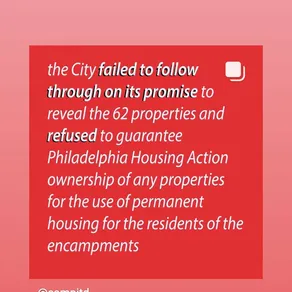 the City failed to follow
through on its promise to
reveal the 62 properties and
refused to guarantee
Philadelphia Housing Action
ownership of any properties
for the use of permanent
housing for the residents of the
encampments